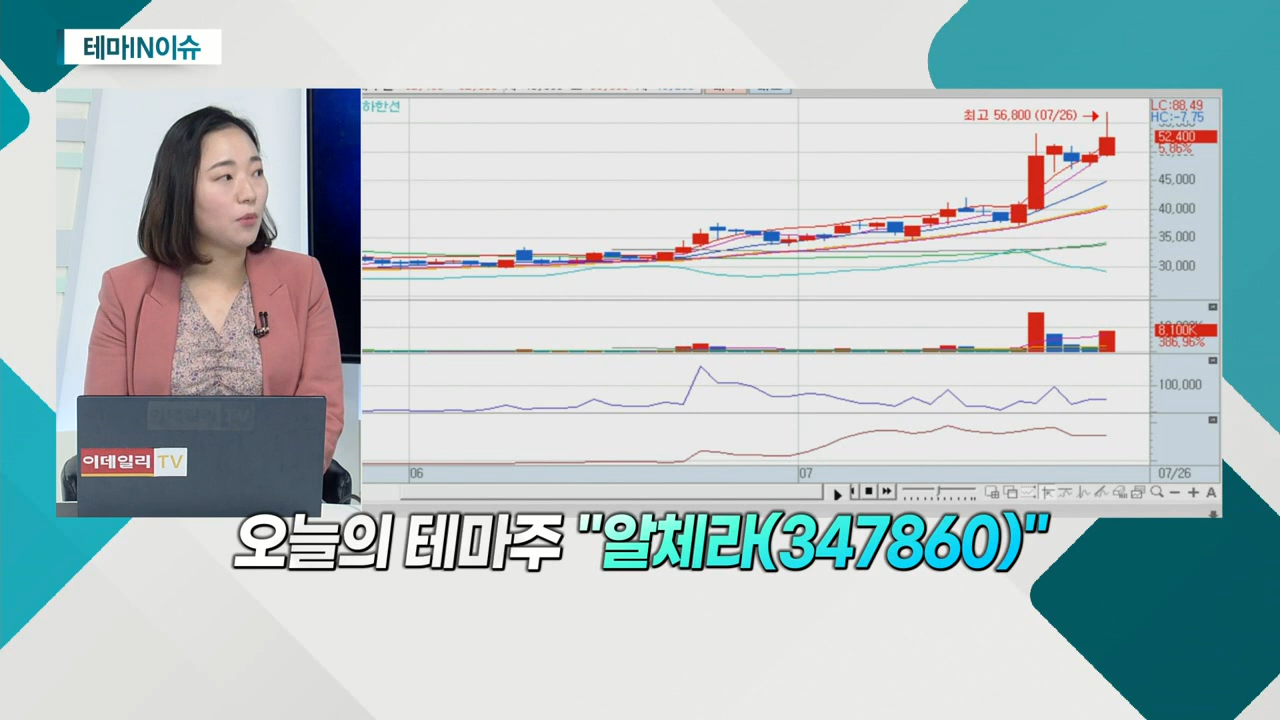 테마IN이슈
하한선
최고 56,800 (07/26)
LC:88.49
HC:-7.75
52,400
5.86%
45,000
40,000
35,000
30,000
8,100K
386.96%
100,000
06
07
07/26
A
이데일리 TV
오늘의 테마주 "알체라(347860)"